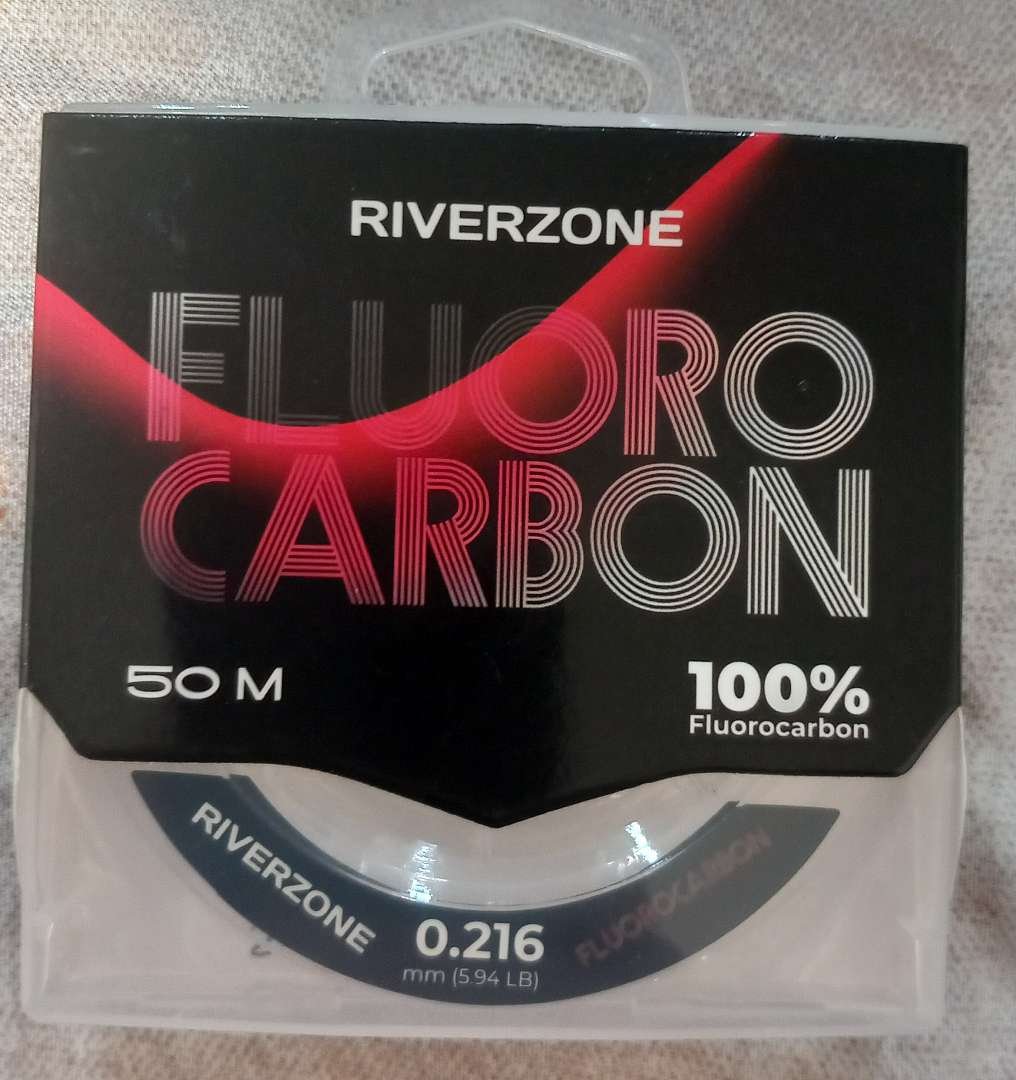 RIVERZONE
FLUORO
CARBON
50 M
100%
Fluorocarbon
RIVERZONE
0.216
mm (5.94 LB)
FLUOROCARBON